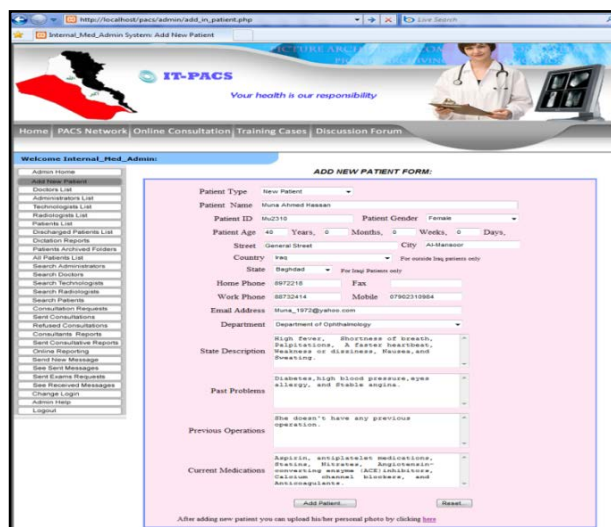 http://localhost/pacs/admin/add_in_patient.php
Live Search
Internal_Med_Admin System: Add New Patient
IT-PACS
Your health is our responsibility
Home | PACS Network | Online Consultation | Training Cases | Discussion Forum
Welcome Internal_Med_Admin:
Admin Home
Add New Patient
Doctors List
Administrators List
Technologists List
Radiologists List
Patients List
Discharged Patients List
Dictation Reports
Patients Archived Folders
All Patients List
Search Administrators
Search Doctors
Search Technologists
Search Radiologists
Search Patients
Consultation Requests
Sent Consultations
Refused Consultations
Consultants Reports
Sent Consultative Reports
Online Reporting
Send New Message
See Sent Messages
Sent Exams Requests
See Received Messages
Change Login
Admin Help
Logout
ADD NEW PATIENT FORM:
Patient Type New Patient
Patient Name Muna Ahmed Hassan
Patient ID Mu2310 Patient Gender Female
Patient Age 40 Years, 0 Months, 0 Weeks, 0 Days,
Street General Street City Al-Mansoor
Country Iraq For outside Iraq patients only
State Baghdad For Iraqi Patients only
Home Phone 8972216 Fax
Work Phone 88732414 Mobile 07902310984
Email Address Muna_1972@yahoo.com
Department Department of Ophthalmology
State Description High fever, Shortness of breath,
Palpitations, A faster heartbeat,
Weakness or dizziness, Nausea,and
Sweating.
Past Problems Diabetes,high blood pressure,eyes
allergy, and Stable angina.
Previous Operations She doesn't have any previous
operation.
Current Medications Aspirin, antiplatelet medications,
Statins, Nitrates, Angiotensin-
converting enzyme (ACE)inhibitors,
Calcium channel blockers, and
Anticoagulants.
Add Patient... Reset...
After adding new patient you can upload his/her personal photo by clicking here